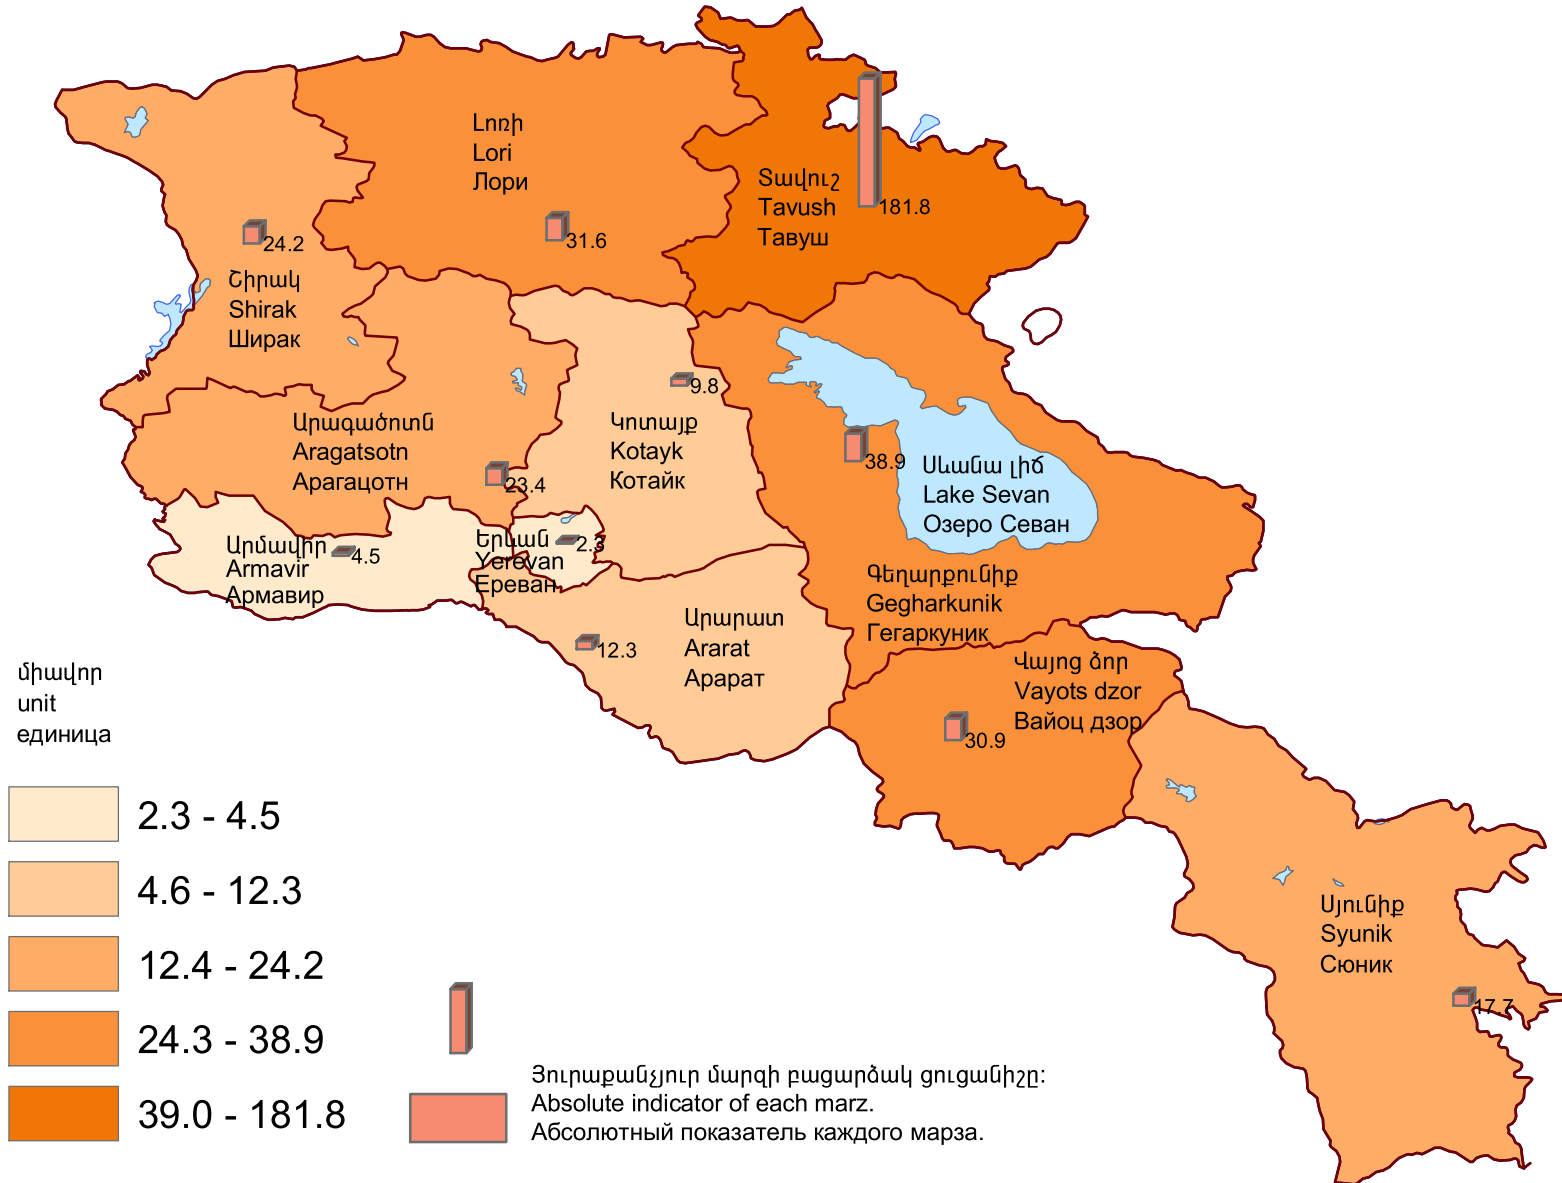 Լոռի
Lori
Лори
Տավուշ
Tavush
Тавуш
181.8
24.2
31.6
Շիրակ
Shirak
Ширак
9.8
Արագածոտն
Aragatsotn
Арагацотн
23.4
Կոտայք
Kotayk
Котайк
38.9
Սևանա լիճ
Lake Sevan
Озеро Севан
Արմավիր
Armavir
Армавир
4.5
Երևան
Yerevan
Ереван
2.3
Գեղարքունիք
Gegharkunik
Гегаркуник
Արարատ
Ararat
Арарат
12.3
Վայոց ձոր
Vayots dzor
Вайоц дзор
30.9
Սյունիք
Syunik
Сюник
17.7
միավոր
unit
единица
2.3 - 4.5
4.6 - 12.3
12.4 - 24.2
24.3 - 38.9
39.0 - 181.8
Յուրաքանչյուր մարզի բացարձակ ցուցանիշը:
Absolute indicator of each marz.
Абсолютный показатель каждого марза.